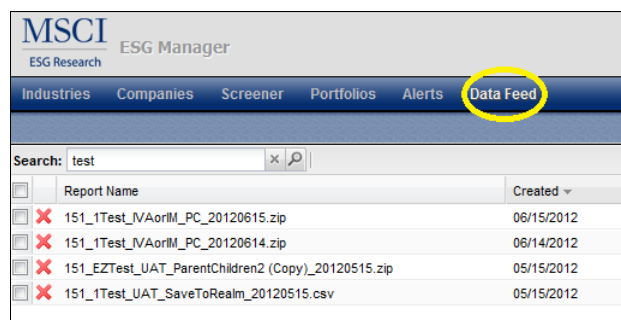 MSCI
ESG Research
ESG Manager
Industries Companies Screener Portfolios Alerts Data Feed
Search: test
Report Name Created
151_1Test_IVAorIM_PC_20120615.zip 06/15/2012
151_1Test_IVAorIM_PC_20120614.zip 06/14/2012
151_EZTest_UAT_ParentChildren2 (Copy)_20120515.zip 05/15/2012
151_1Test_UAT_SaveToRealm_20120515.csv 05/15/2012